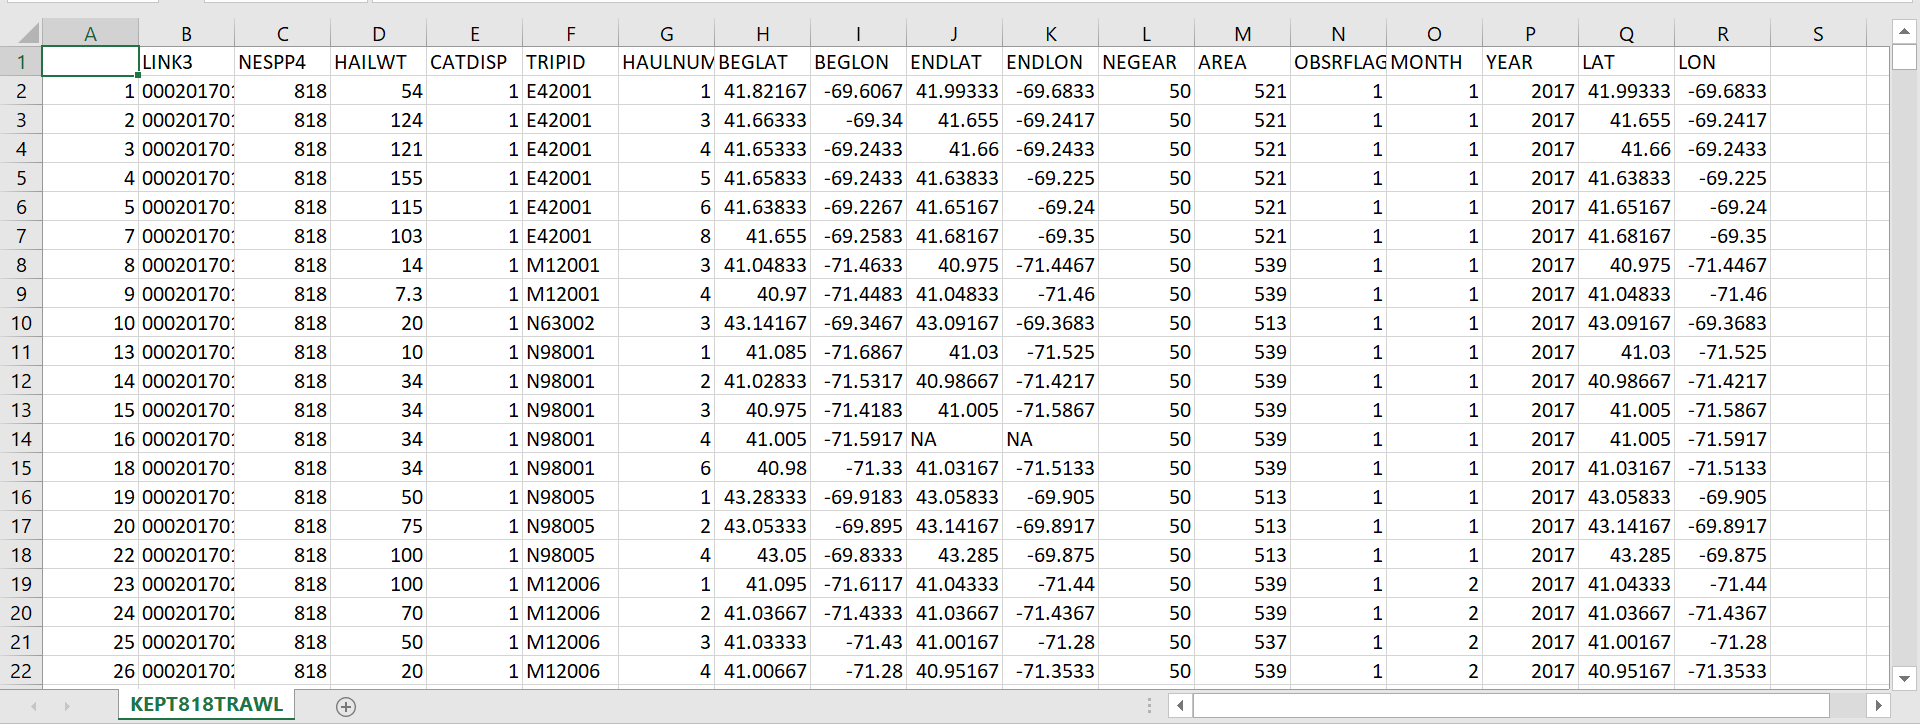 A B C D E F G H I J K L M N O P Q R S
1 LINK3 NESPP4 HAILWT CATDISP TRIPID HAULNUM BEGLAT BEGLON ENDLAT ENDLON NEGEAR AREA OBSRFLAG MONTH YEAR LAT LON
2 1 000201701 818 54 1 E42001 1 41.82167 -69.6067 41.99333 -69.6833 50 521 1 1 2017 41.99333 -69.6833
3 2 000201701 818 124 1 E42001 3 41.66333 -69.34 41.655 -69.2417 50 521 1 1 2017 41.655 -69.2417
4 3 000201701 818 121 1 E42001 4 41.65333 -69.2433 41.66 -69.2433 50 521 1 1 2017 41.66 -69.2433
5 4 000201701 818 155 1 E42001 5 41.65833 -69.2433 41.63833 -69.225 50 521 1 1 2017 41.63833 -69.225
6 5 000201701 818 115 1 E42001 6 41.63833 -69.2267 41.65167 -69.24 50 521 1 1 2017 41.65167 -69.24
7 7 000201701 818 103 1 E42001 8 41.655 -69.2583 41.68167 -69.35 50 521 1 1 2017 41.68167 -69.35
8 8 000201701 818 14 1 M12001 3 41.04833 -71.4633 40.975 -71.4467 50 539 1 1 2017 40.975 -71.4467
9 9 000201701 818 7.3 1 M12001 4 40.97 -71.4483 41.04833 -71.46 50 539 1 1 2017 41.04833 -71.46
10 10 000201701 818 20 1 N63002 3 43.14167 -69.3467 43.09167 -69.3683 50 513 1 1 2017 43.09167 -69.3683
11 13 000201701 818 10 1 N98001 1 41.085 -71.6867 41.03 -71.525 50 539 1 1 2017 41.03 -71.525
12 14 000201701 818 34 1 N98001 2 41.02833 -71.5317 40.98667 -71.4217 50 539 1 1 2017 40.98667 -71.4217
13 15 000201701 818 34 1 N98001 3 40.975 -71.4183 41.005 -71.5867 50 539 1 1 2017 41.005 -71.5867
14 16 000201701 818 34 1 N98001 4 41.005 -71.5917 NA NA 50 539 1 1 2017 41.005 -71.5917
15 18 000201701 818 34 1 N98001 6 40.98 -71.33 41.03167 -71.5133 50 539 1 1 2017 41.03167 -71.5133
16 19 000201701 818 50 1 N98005 1 43.28333 -69.9183 43.05833 -69.905 50 513 1 1 2017 43.05833 -69.905
17 20 000201701 818 75 1 N98005 2 43.05333 -69.895 43.14167 -69.8917 50 513 1 1 2017 43.14167 -69.8917
18 22 000201701 818 100 1 N98005 4 43.05 -69.8333 43.285 -69.875 50 513 1 1 2017 43.285 -69.875
19 23 000201702 818 100 1 M12006 1 41.095 -71.6117 41.04333 -71.44 50 539 1 2 2017 41.04333 -71.44
20 24 000201702 818 70 1 M12006 2 41.03667 -71.4333 41.03667 -71.4367 50 539 1 2 2017 41.03667 -71.4367
21 25 000201702 818 50 1 M12006 3 41.03333 -71.43 41.00167 -71.28 50 537 1 2 2017 41.00167 -71.28
22 26 000201702 818 20 1 M12006 4 41.00667 -71.28 40.95167 -71.3533 50 539 1 2 2017 40.95167 -71.3533
KEPT818TRAWL